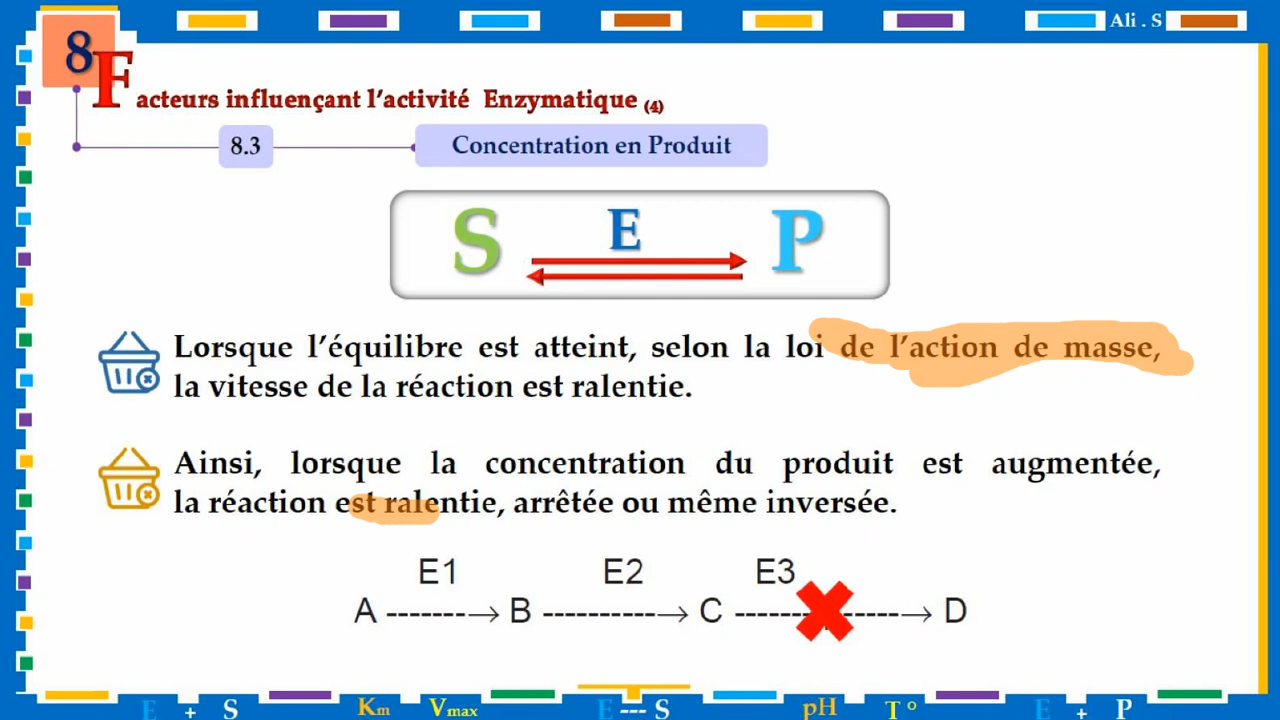 Ali . S
8
Facteurs influençant l’activité Enzymatique (4)
8.3
Concentration en Produit
S E P
Lorsque l’équilibre est atteint, selon la loi de l’action de masse,
la vitesse de la réaction est ralentie.
Ainsi, lorsque la concentration du produit est augmentée,
la réaction est ralentie, arrêtée ou même inversée.
E1 E2 E3
A -------→ B ----------→ C --------------→ D
E + S Km Vmax E --- S pH T° E + P